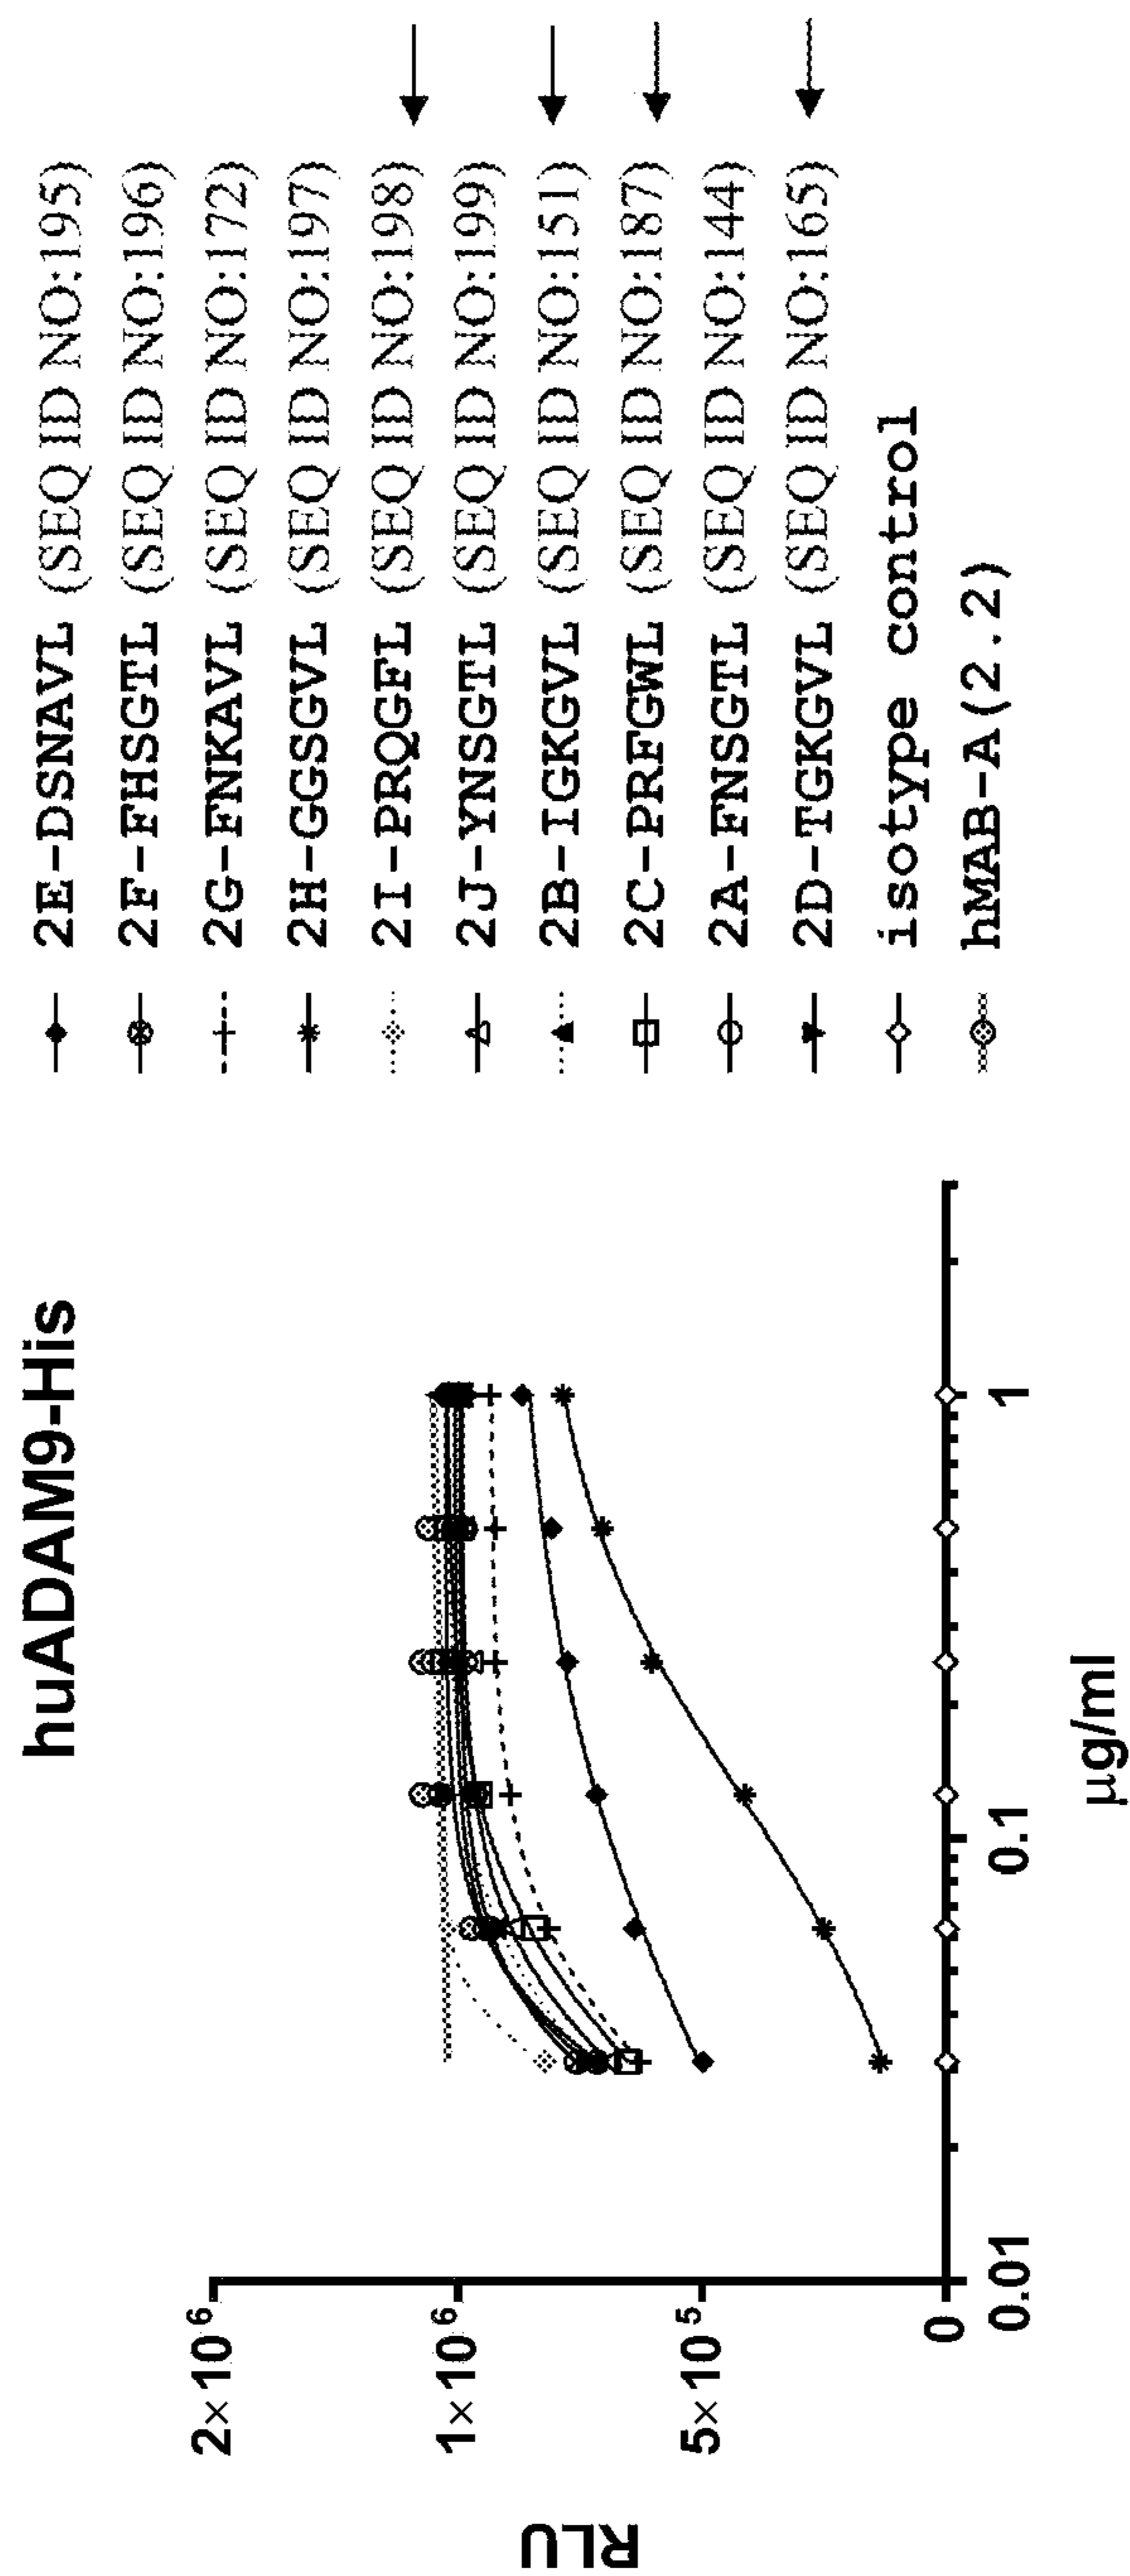 huADAM9-His
RLU
2×10⁶
1×10⁶
5×10⁵
0
0.01
0.1
1
µg/ml
2E-DSNAVL (SEQ ID NO:195)
2F-FHSGTL (SEQ ID NO:196)
2G-FNKAVL (SEQ ID NO:172)
2H-GGSGVL (SEQ ID NO:197)
2I-PRQGFL (SEQ ID NO:198)
2J-YNSGTL (SEQ ID NO:199)
2B-IGKGVL (SEQ ID NO:151)
2C-PRFGWL (SEQ ID NO:187)
2A-FNSGTL (SEQ ID NO:144)
2D-TGKGVL (SEQ ID NO:165)
isotype control
hMAB-A(2.2)